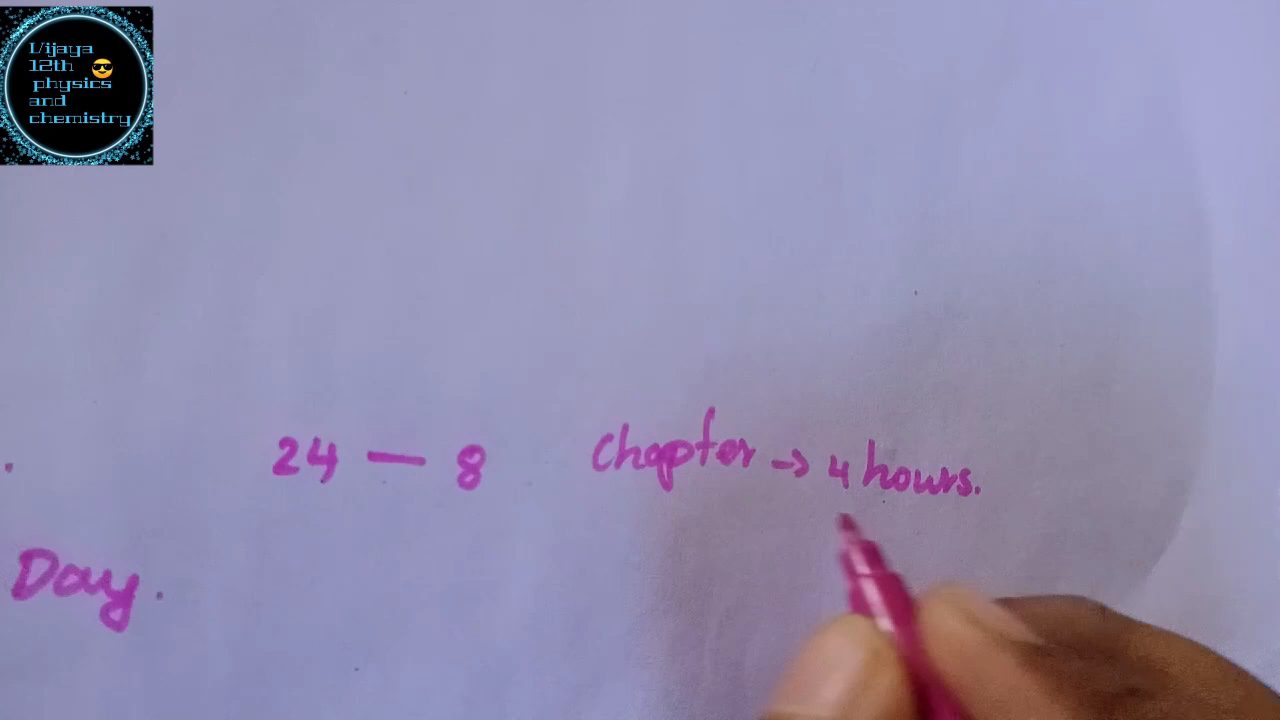 Vijaya
12th 😎
physics
and
chemistry
24 — 8 Chapter → 4 hours.
Day.